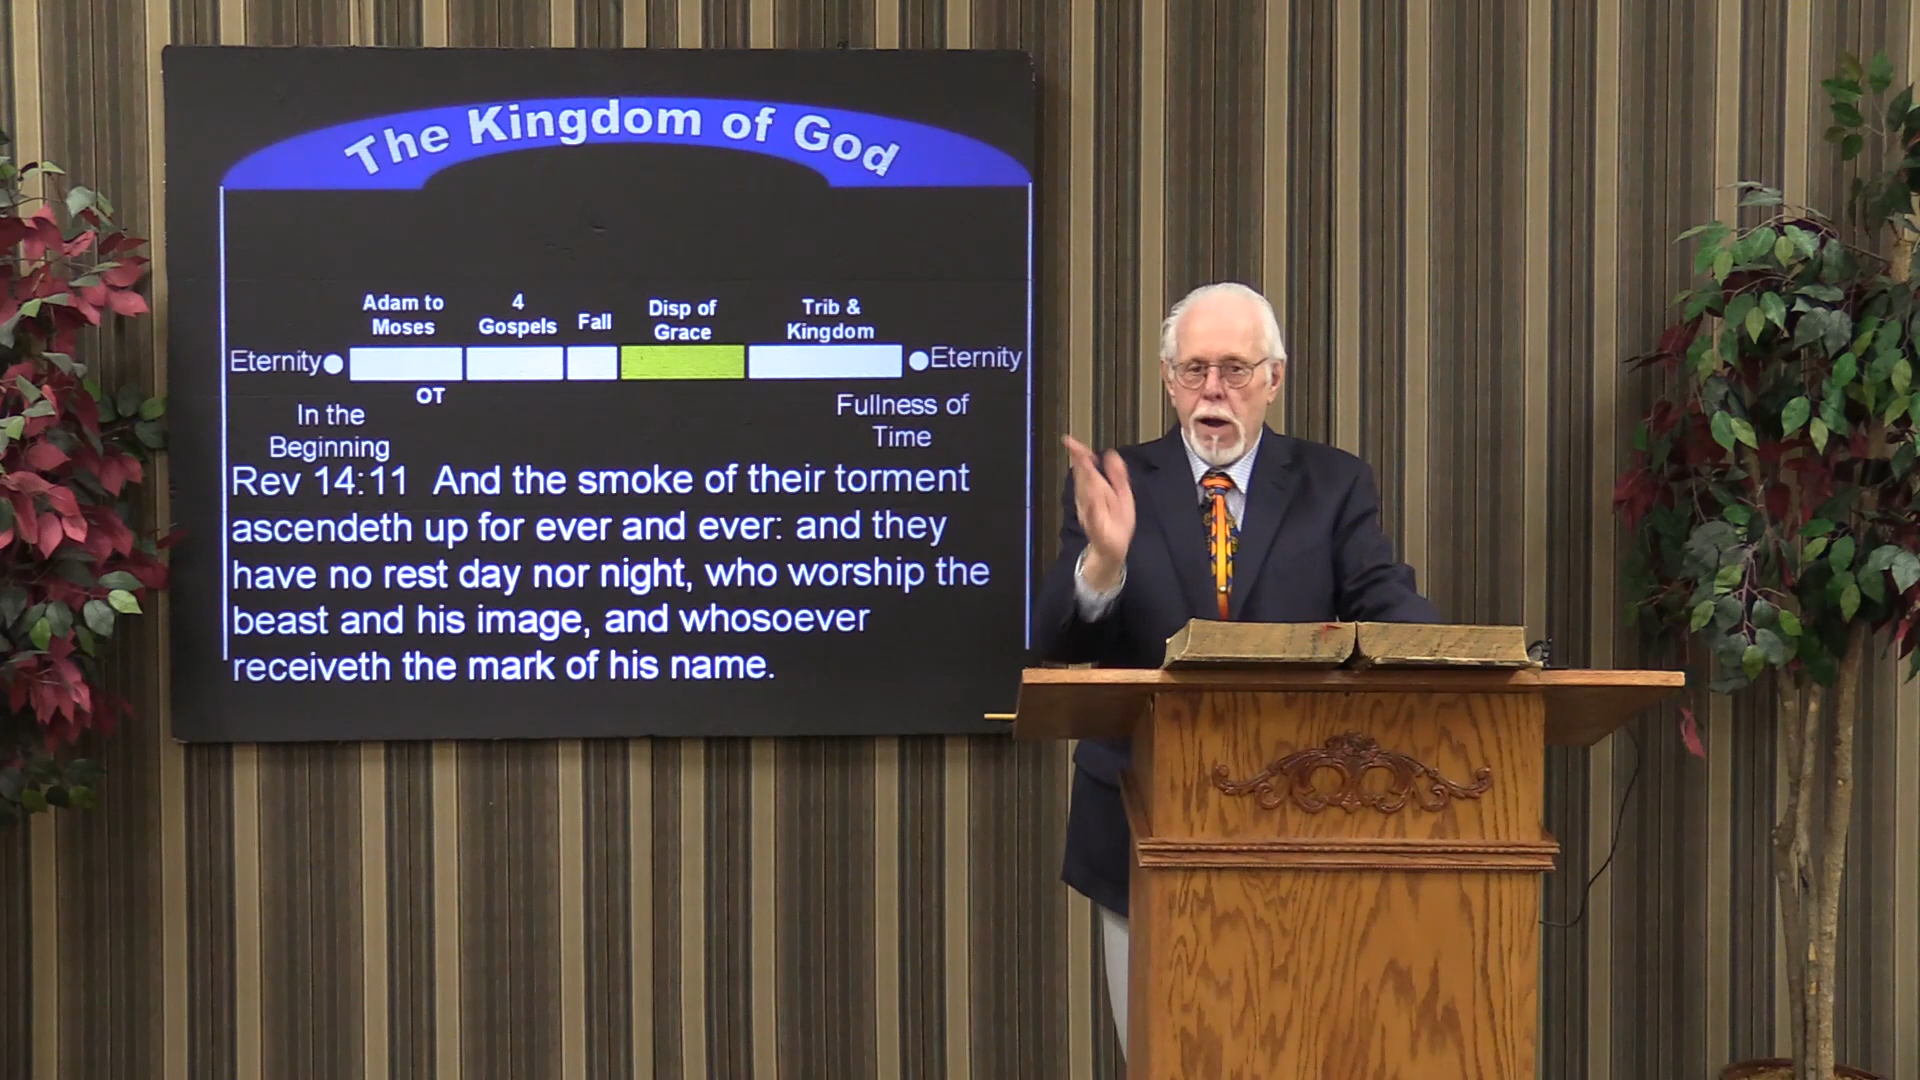 The Kingdom of God
Adam to
Moses
4
Gospels
Fall
Disp of
Grace
Trib &
Kingdom
Eternity
Eternity
OT
In the
Beginning
Fullness of
Time
Rev 14:11 And the smoke of their torment
ascendeth up for ever and ever: and they
have no rest day nor night, who worship the
beast and his image, and whosoever
receiveth the mark of his name.